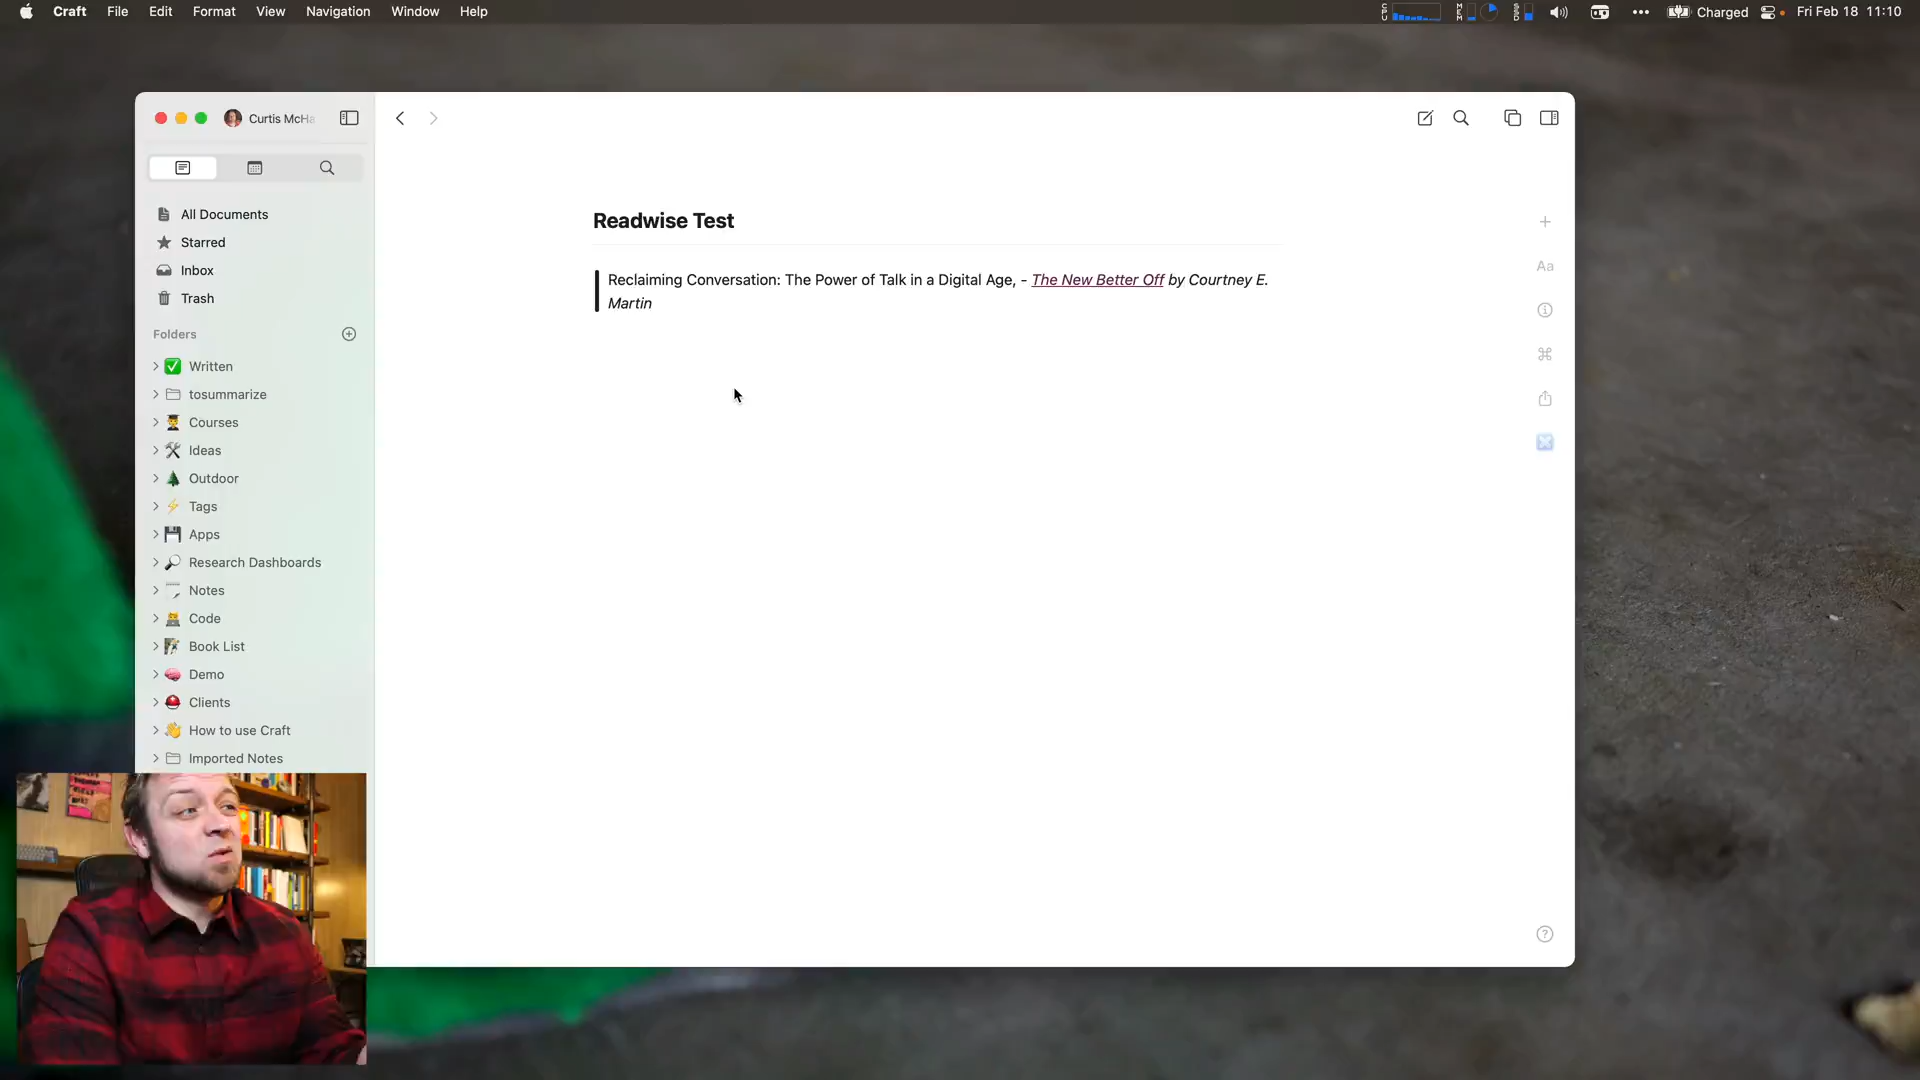 Craft File Edit Format View Navigation Window Help
CPU MEM SSD Charged Fri Feb 18 11:10
Curtis McHa
All Documents
Starred
Inbox
Trash
Folders
Written
tosummarize
Courses
Ideas
Outdoor
Tags
Apps
Research Dashboards
Notes
Code
Book List
Demo
Clients
How to use Craft
Imported Notes
Readwise Test
Reclaiming Conversation: The Power of Talk in a Digital Age, - The New Better Off by Courtney E.
Martin
Aa